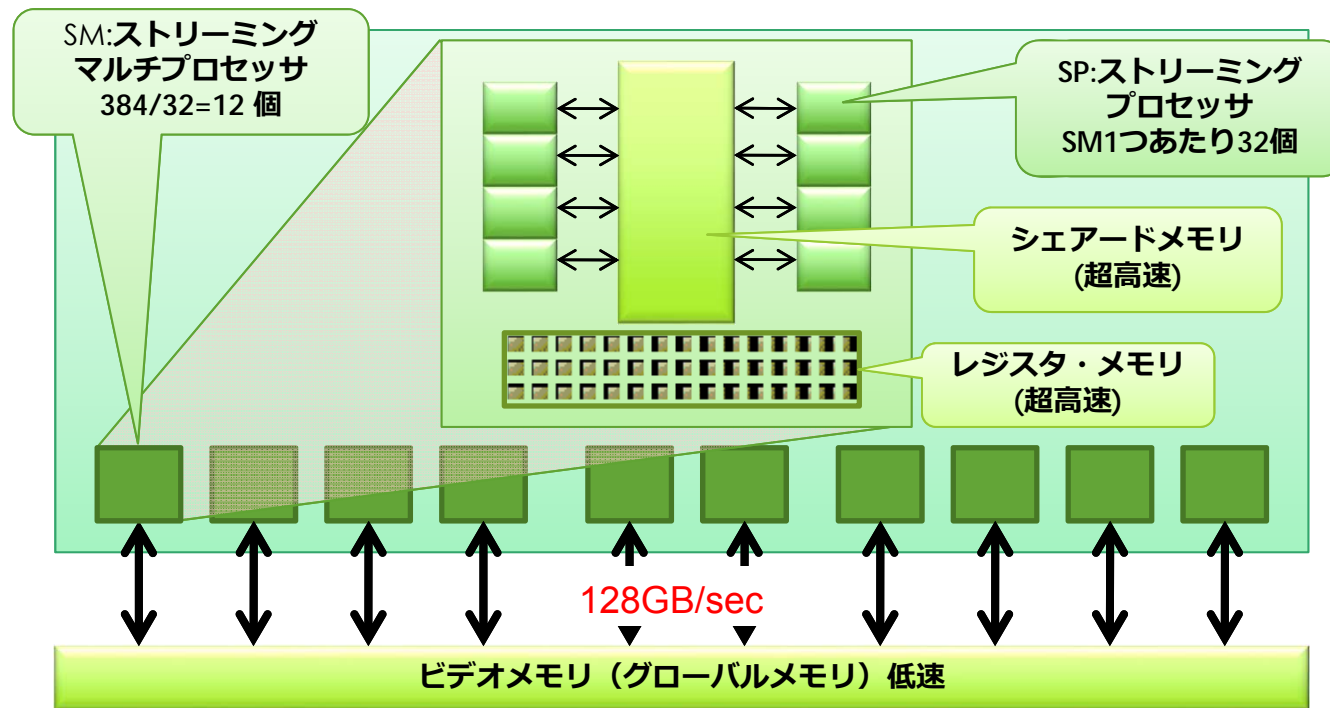 SM:ストリーミング
マルチプロセッサ
384/32=12 個
SP:ストリーミング
プロセッサ
SM1つあたり32個
シェアードメモリ
(超高速)
レジスタ・メモリ
(超高速)
128GB/sec
ビデオメモリ（グローバルメモリ）低速